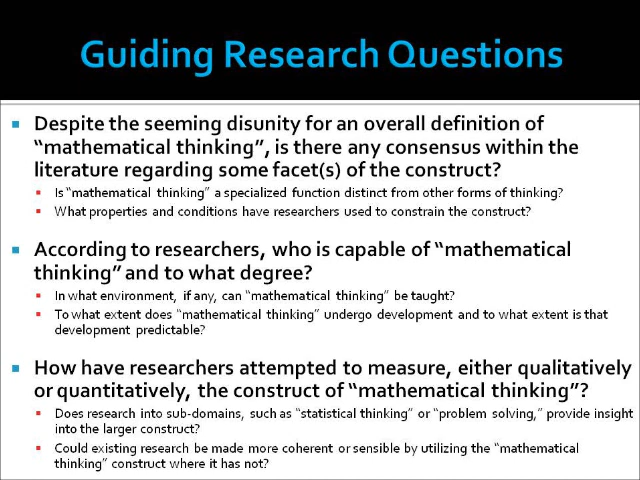 Guiding Research Questions
Despite the seeming disunity for an overall definition of
“mathematical thinking”, is there any consensus within the
literature regarding some facet(s) of the construct?
Is “mathematical thinking” a specialized function distinct from other forms of thinking?
What properties and conditions have researchers used to constrain the construct?
According to researchers, who is capable of “mathematical
thinking” and to what degree?
In what environment, if any, can “mathematical thinking” be taught?
To what extent does “mathematical thinking” undergo development and to what extent is that
development predictable?
How have researchers attempted to measure, either qualitatively
or quantitatively, the construct of “mathematical thinking”?
Does research into sub-domains, such as “statistical thinking” or “problem solving,” provide insight
into the larger construct?
Could existing research be made more coherent or sensible by utilizing the “mathematical
thinking” construct where it has not?